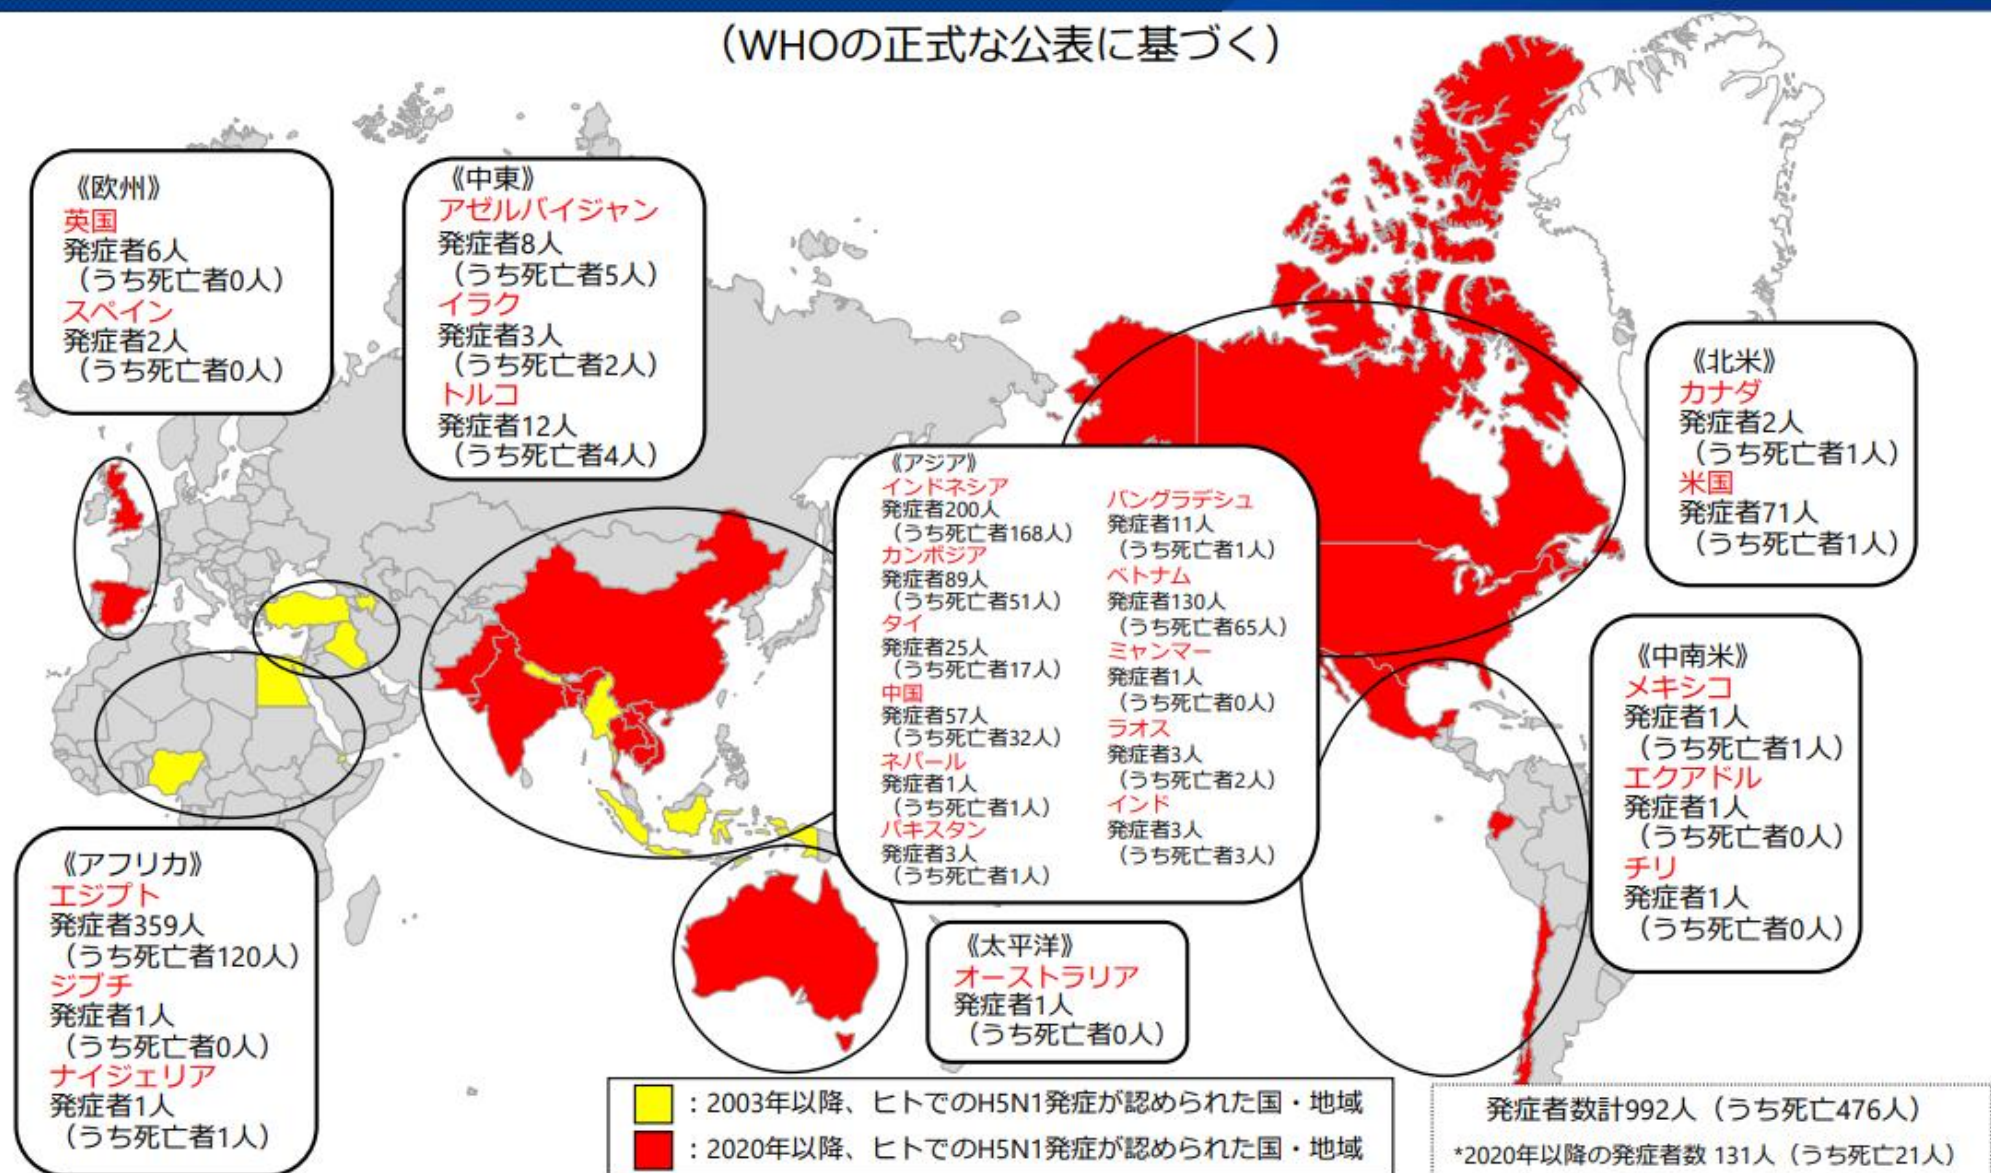 （WHOの正式な公表に基づく）
《欧州》
英国
発症者6人
（うち死亡者0人）
スペイン
発症者2人
（うち死亡者0人）
《中東》
アゼルバイジャン
発症者8人
（うち死亡者5人）
イラク
発症者3人
（うち死亡者2人）
トルコ
発症者12人
（うち死亡者4人）
《アジア》
インドネシア
発症者200人
（うち死亡者168人）
カンボジア
発症者89人
（うち死亡者51人）
タイ
発症者25人
（うち死亡者17人）
中国
発症者57人
（うち死亡者32人）
ネパール
発症者1人
（うち死亡者1人）
パキスタン
発症者3人
（うち死亡者1人）
バングラデシュ
発症者11人
（うち死亡者1人）
ベトナム
発症者130人
（うち死亡者65人）
ミャンマー
発症者1人
（うち死亡者0人）
ラオス
発症者3人
（うち死亡者2人）
インド
発症者3人
（うち死亡者3人）
《北米》
カナダ
発症者2人
（うち死亡者1人）
米国
発症者71人
（うち死亡者1人）
《中南米》
メキシコ
発症者1人
（うち死亡者1人）
エクアドル
発症者1人
（うち死亡者0人）
チリ
発症者1人
（うち死亡者0人）
《アフリカ》
エジプト
発症者359人
（うち死亡者120人）
ジブチ
発症者1人
（うち死亡者0人）
ナイジェリア
発症者1人
（うち死亡者1人）
《太平洋》
オーストラリア
発症者1人
（うち死亡者0人）
：2003年以降、ヒトでのH5N1発症が認められた国・地域
：2020年以降、ヒトでのH5N1発症が認められた国・地域
発症者数計992人（うち死亡476人）
*2020年以降の発症者数 131人（うち死亡21人）